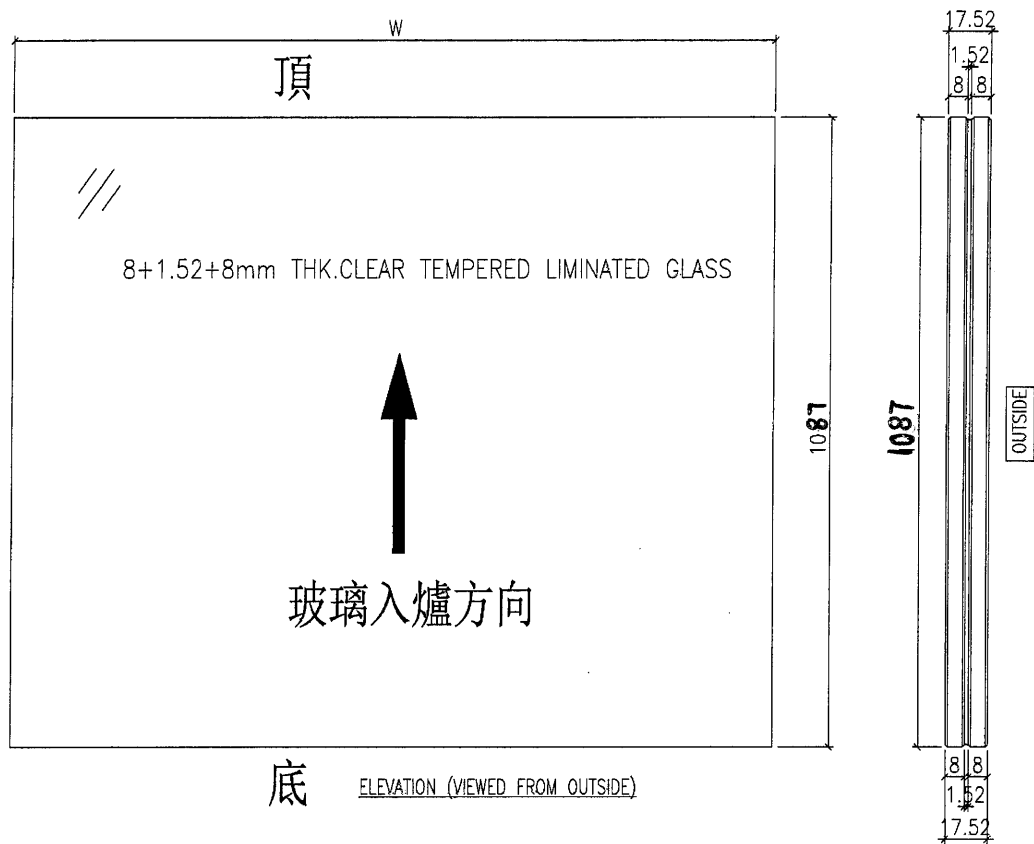 W
17.52
1.52
8 8
頂
8+1.52+8mm THK.CLEAR TEMPERED LIMINATED GLASS
1087
1087
OUTSIDE
玻璃入爐方向
底
ELEVATION (VIEWED FROM OUTSIDE)
8 8
1.52
17.52